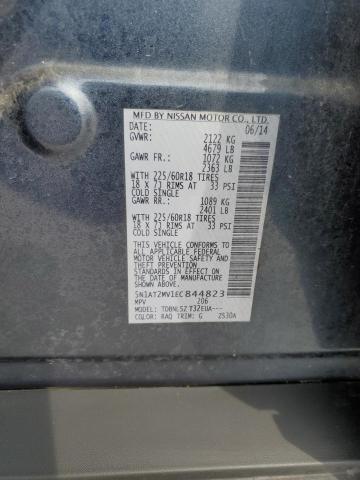 MFD BY NISSAN MOTOR CO., LTD.
DATE: 06/14
GVWR: 2122 KG
4679 LB
GAWR FR.: 1072 KG
2363 LB
WITH 225/60R18 TIRES
18 X 7J RIMS AT 33 PSI
COLD SINGLE
GAWR RR.: 1089 KG
2401 LB
WITH 225/60R18 TIRES
18 X 7J RIMS AT 33 PSI
COLD SINGLE
THIS VEHICLE CONFORMS TO ALL
APPLICABLE FEDERAL
MOTOR VEHICLE SAFETY AND
THEFT PREVENTION
STANDARDS IN EFFECT
ON THE DATE OF
MANUFACTURE SHOWN ABOVE.
5N1AT2MV1EC844823
MPV 206
MODEL:
COLOR: RAQ TRIM: G 2530A